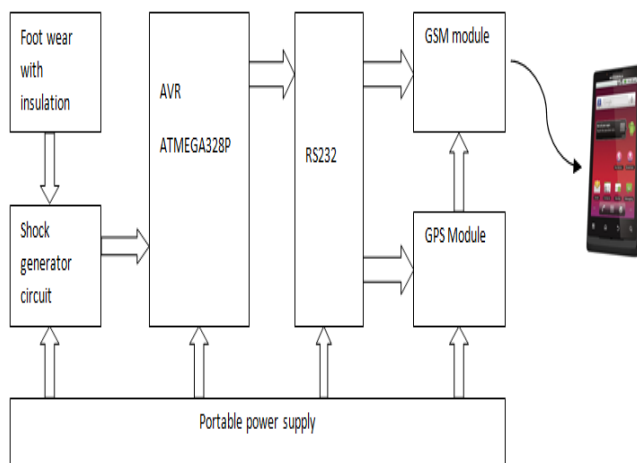 Foot wear
with
insulation
AVR
ATMEGA328P
RS232
GSM module
Shock
generator
circuit
GPS Module
Portable power supply